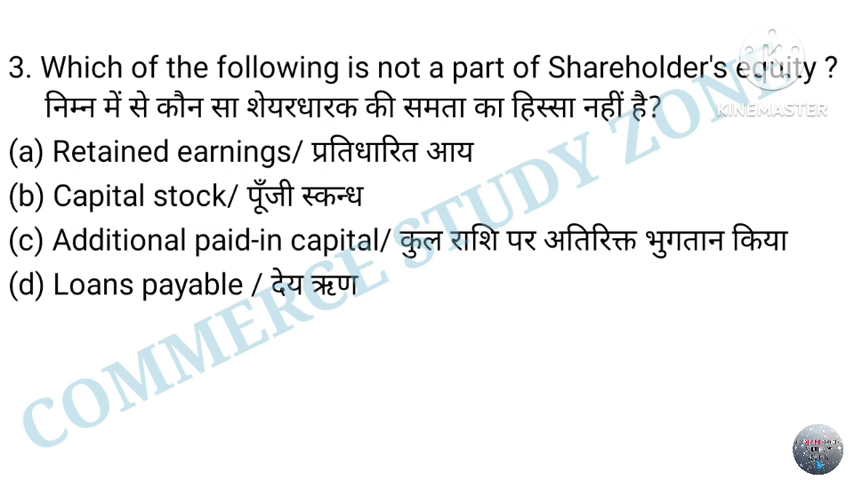 3. Which of the following is not a part of Shareholder's equity ?
निम्न में से कौन सा शेयरधारक की समता का हिस्सा नहीं है?
KINEMASTER
(a) Retained earnings/ प्रतिधारित आय
(b) Capital stock/ पूँजी स्कन्ध
(c) Additional paid-in capital/ कुल राशि पर अतिरिक्त भुगतान किया
(d) Loans payable / देय ऋण
COMMERCE STUDY ZONE